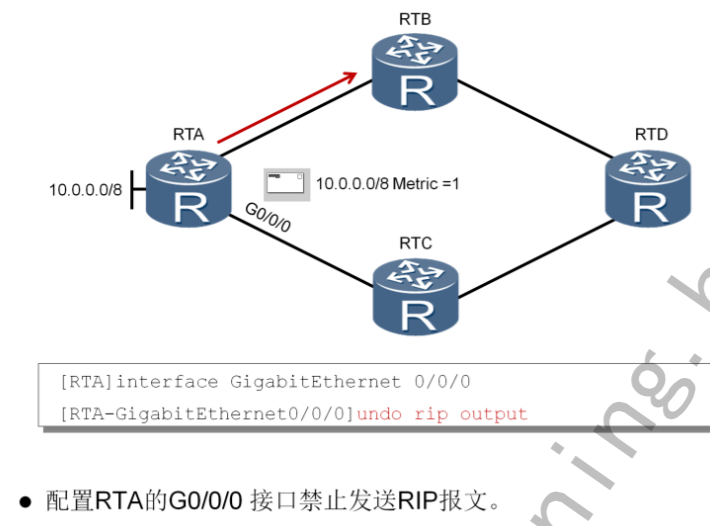 RTB
RTA
RTD
10.0.0.0/8
10.0.0.0/8 Metric =1
G0/0/0
RTC
[RTA]interface GigabitEthernet 0/0/0
[RTA-GigabitEthernet0/0/0]undo rip output
● 配置RTA的G0/0/0 接口禁止发送RIP报文。
R
R
R
R
ning.